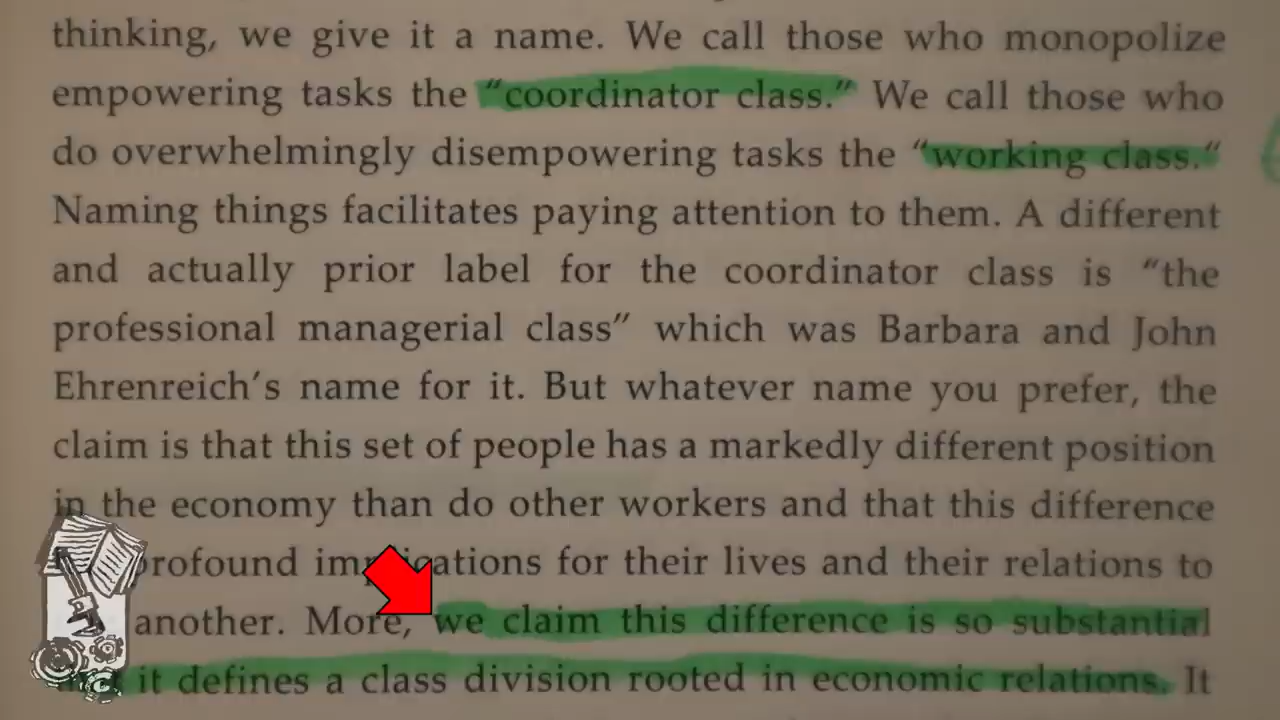 thinking, we give it a name. We call those who monopolize
empowering tasks the “coordinator class.” We call those who
do overwhelmingly disempowering tasks the “working class.“
Naming things facilitates paying attention to them. A different
and actually prior label for the coordinator class is “the
professional managerial class” which was Barbara and John
Ehrenreich’s name for it. But whatever name you prefer, the
claim is that this set of people has a markedly different position
in the economy than do other workers and that this difference
profound implications for their lives and their relations to
another. More, we claim this difference is so substantial
it defines a class division rooted in economic relations. It